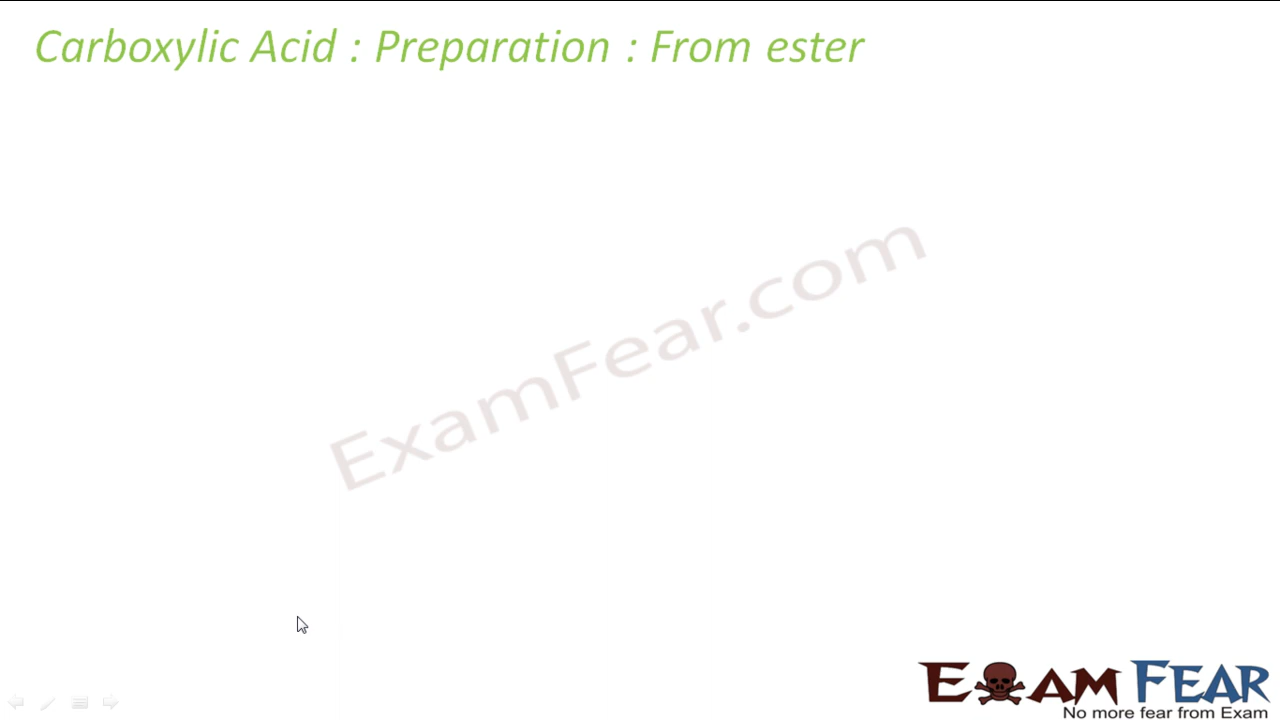 Carboxylic Acid : Preparation : From ester
ExamFear.com
EXAM FEAR
No more fear from Exam